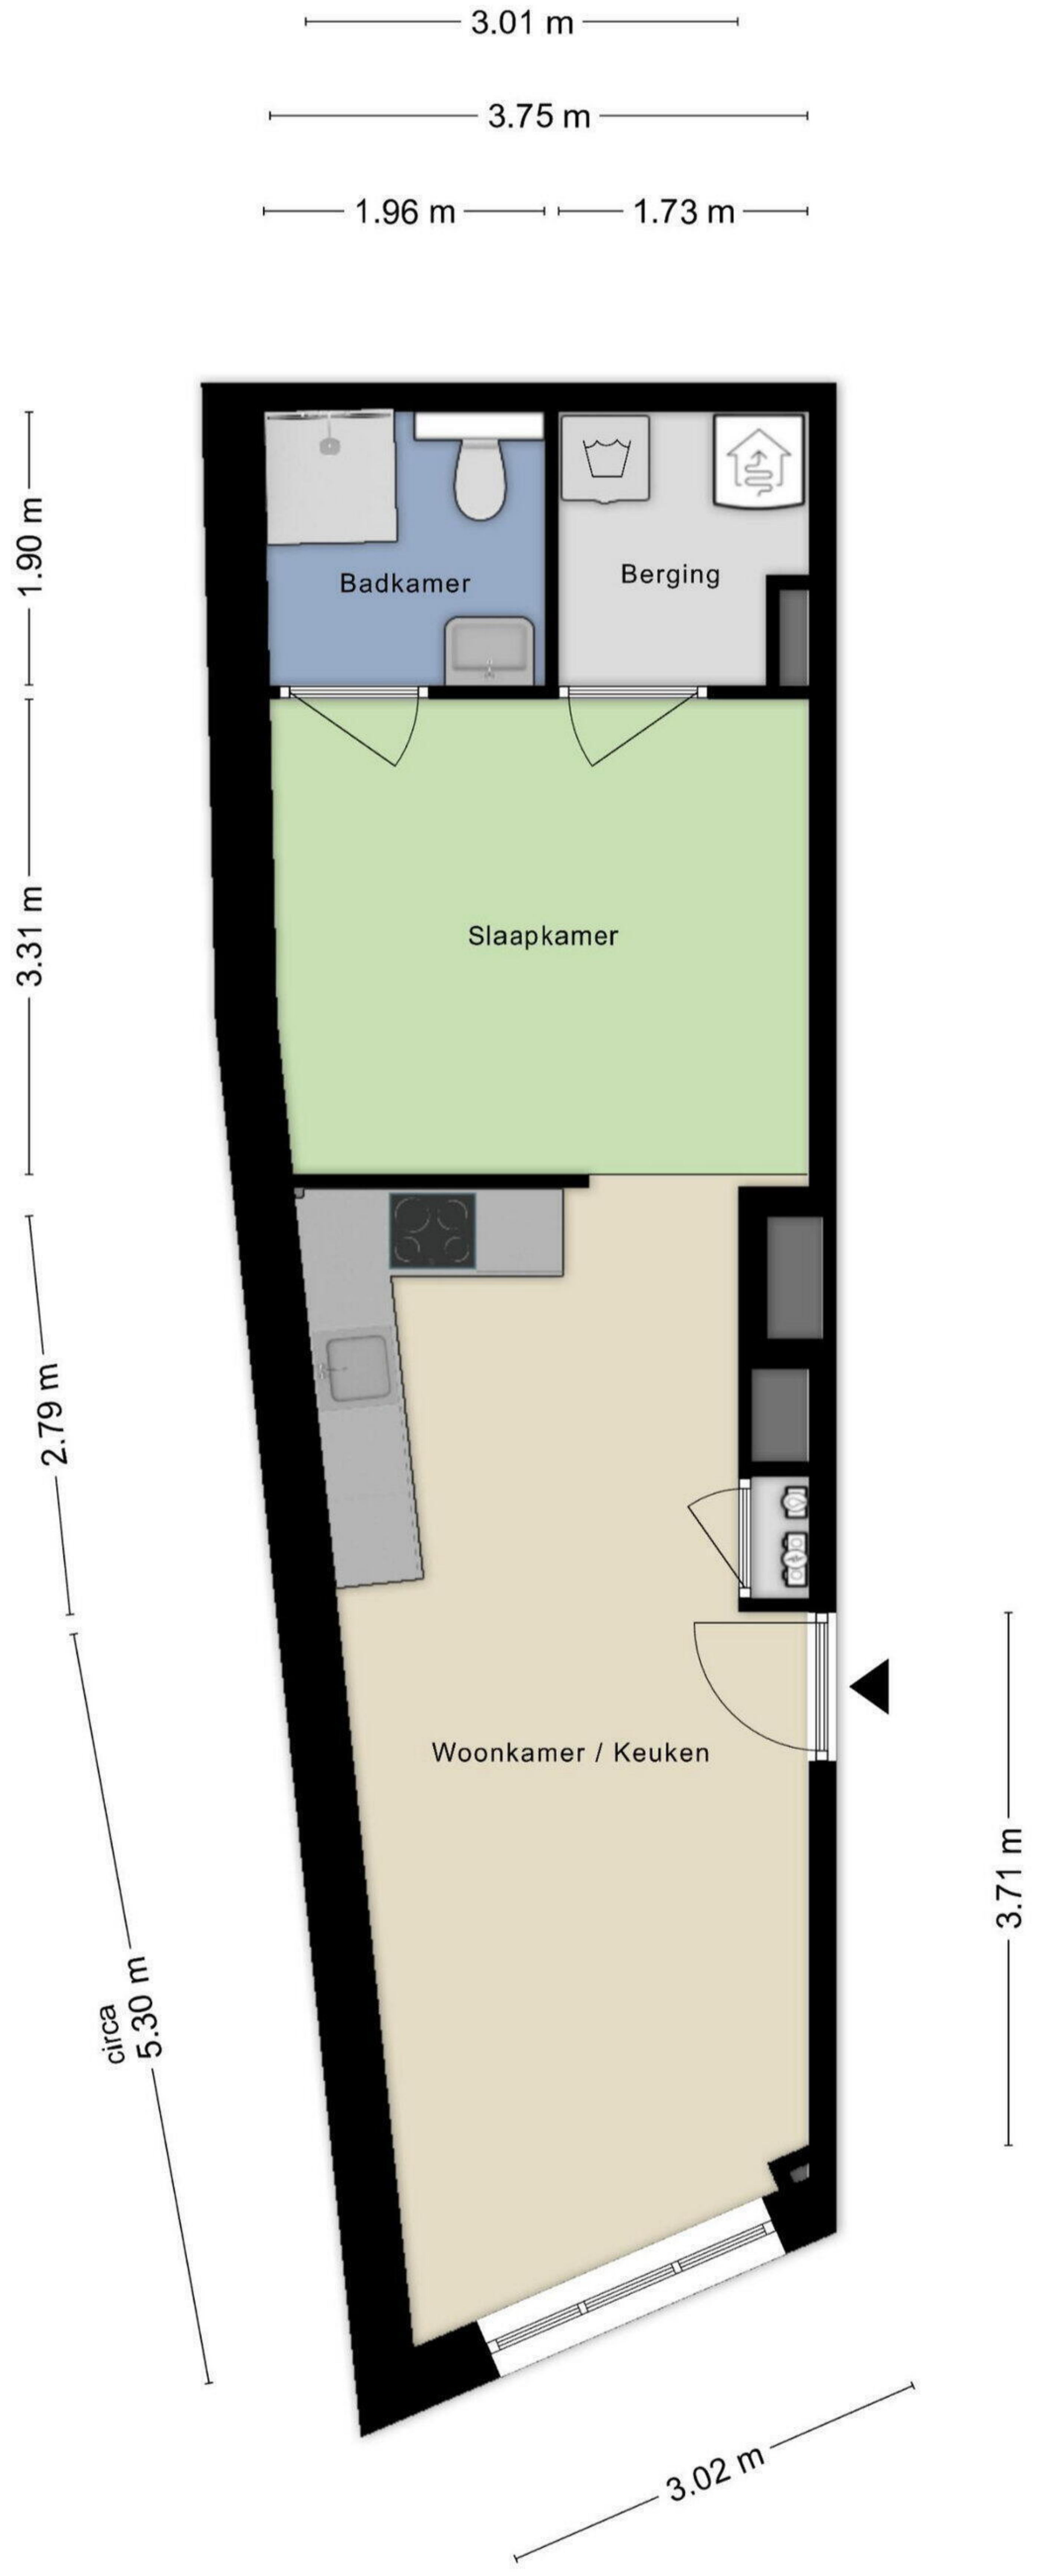 3.01 m
3.75 m
1.96 m
1.73 m
1.90 m
Badkamer
Berging
3.31 m
Slaapkamer
2.79 m
Woonkamer / Keuken
3.71 m
circa
5.30 m
3.02 m